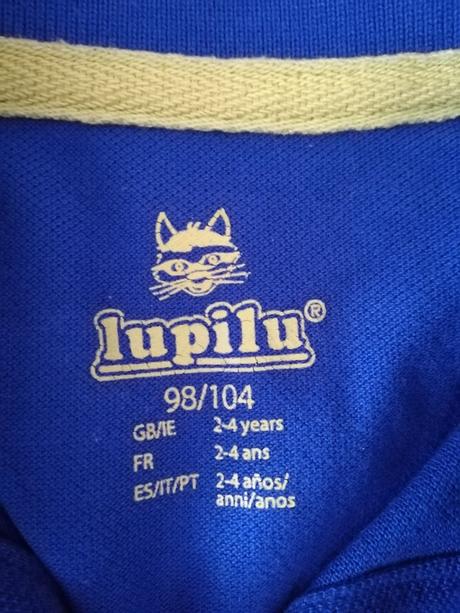 lupilu®
98/104
GB/IE 2-4 years
FR 2-4 ans
ES/IT/PT 2-4 años/
anni/anos